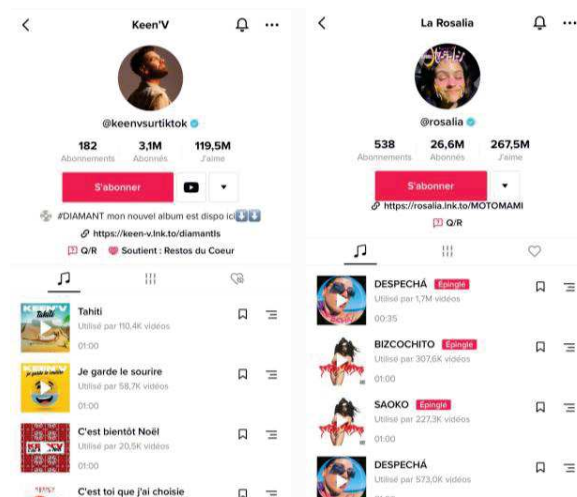 Keen'V
@keenvsurtiktok
182 3,1M 119,5M
Abonnements Abonnés J'aime
S'abonner
#DIAMANT mon nouvel album est dispo ici
https://keen-v.lnk.to/diamantls
Q/R Soutient : Restos du Coeur
KEEN'V
Tahiti
Tahiti
Utilisé par 110,4K vidéos
01:00
Je garde le sourire
Utilisé par 58,7K vidéos
01:00
C'est bientôt Noël
Utilisé par 20,5K vidéos
01:00
C'est toi que j'ai choisie
La Rosalia
@rosalia
538 26,6M 267,5M
Abonnements Abonnés J'aime
S'abonner
https://rosalia.lnk.to/MOTOMAMI
Q/R
DESPECHÁ Épinglé
Utilisé par 1,7M vidéos
00:35
BIZCOCHITO Épinglé
Utilisé par 307,6K vidéos
01:00
SAOKO Épinglé
Utilisé par 227,3K vidéos
01:00
DESPECHÁ
Utilisé par 573,0K vidéos